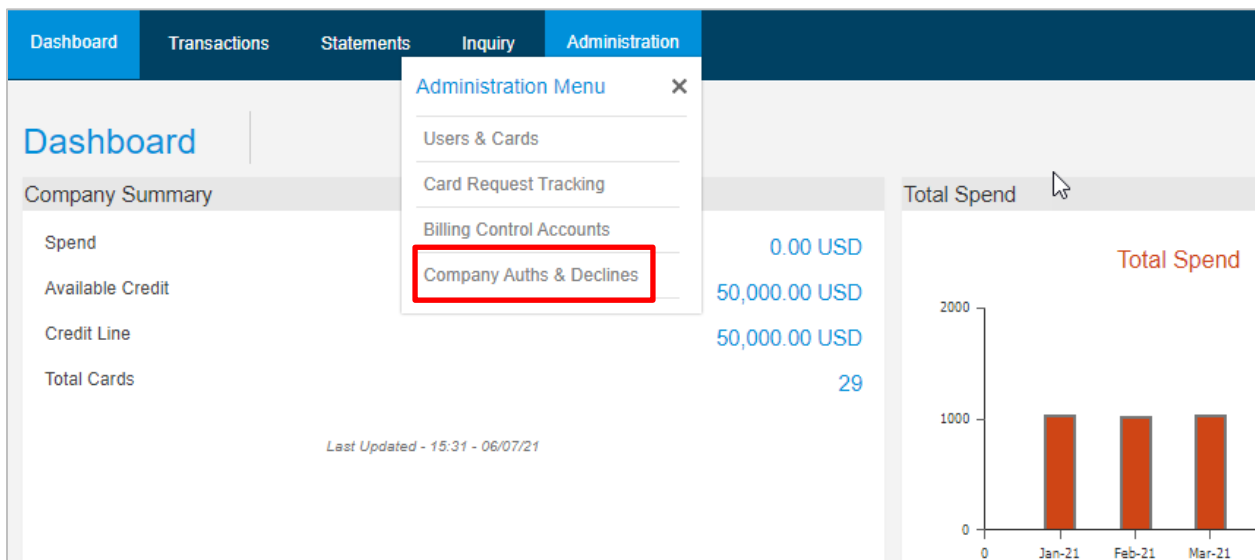 Dashboard Transactions Statements Inquiry Administration
Administration Menu
Users & Cards
Card Request Tracking
Billing Control Accounts
Company Auths & Declines
Dashboard
Company Summary
Spend 0.00 USD
Available Credit 50,000.00 USD
Credit Line 50,000.00 USD
Total Cards 29
Last Updated - 15:31 - 06/07/21
Total Spend
Total Spend
2000
1000
0
0 Jan-21 Feb-21 Mar-21